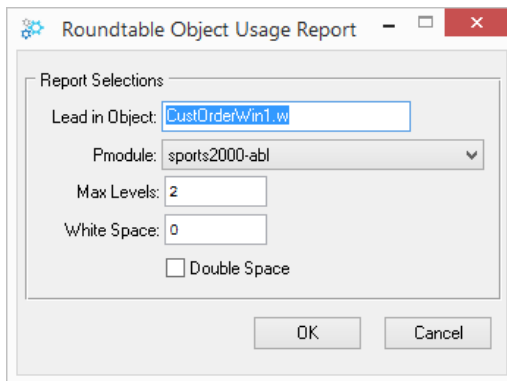 Roundtable Object Usage Report
Report Selections
Lead in Object: CustOrderWin1.w
Pmodule: sports2000-abl
Max Levels: 2
White Space: 0
Double Space
OK Cancel